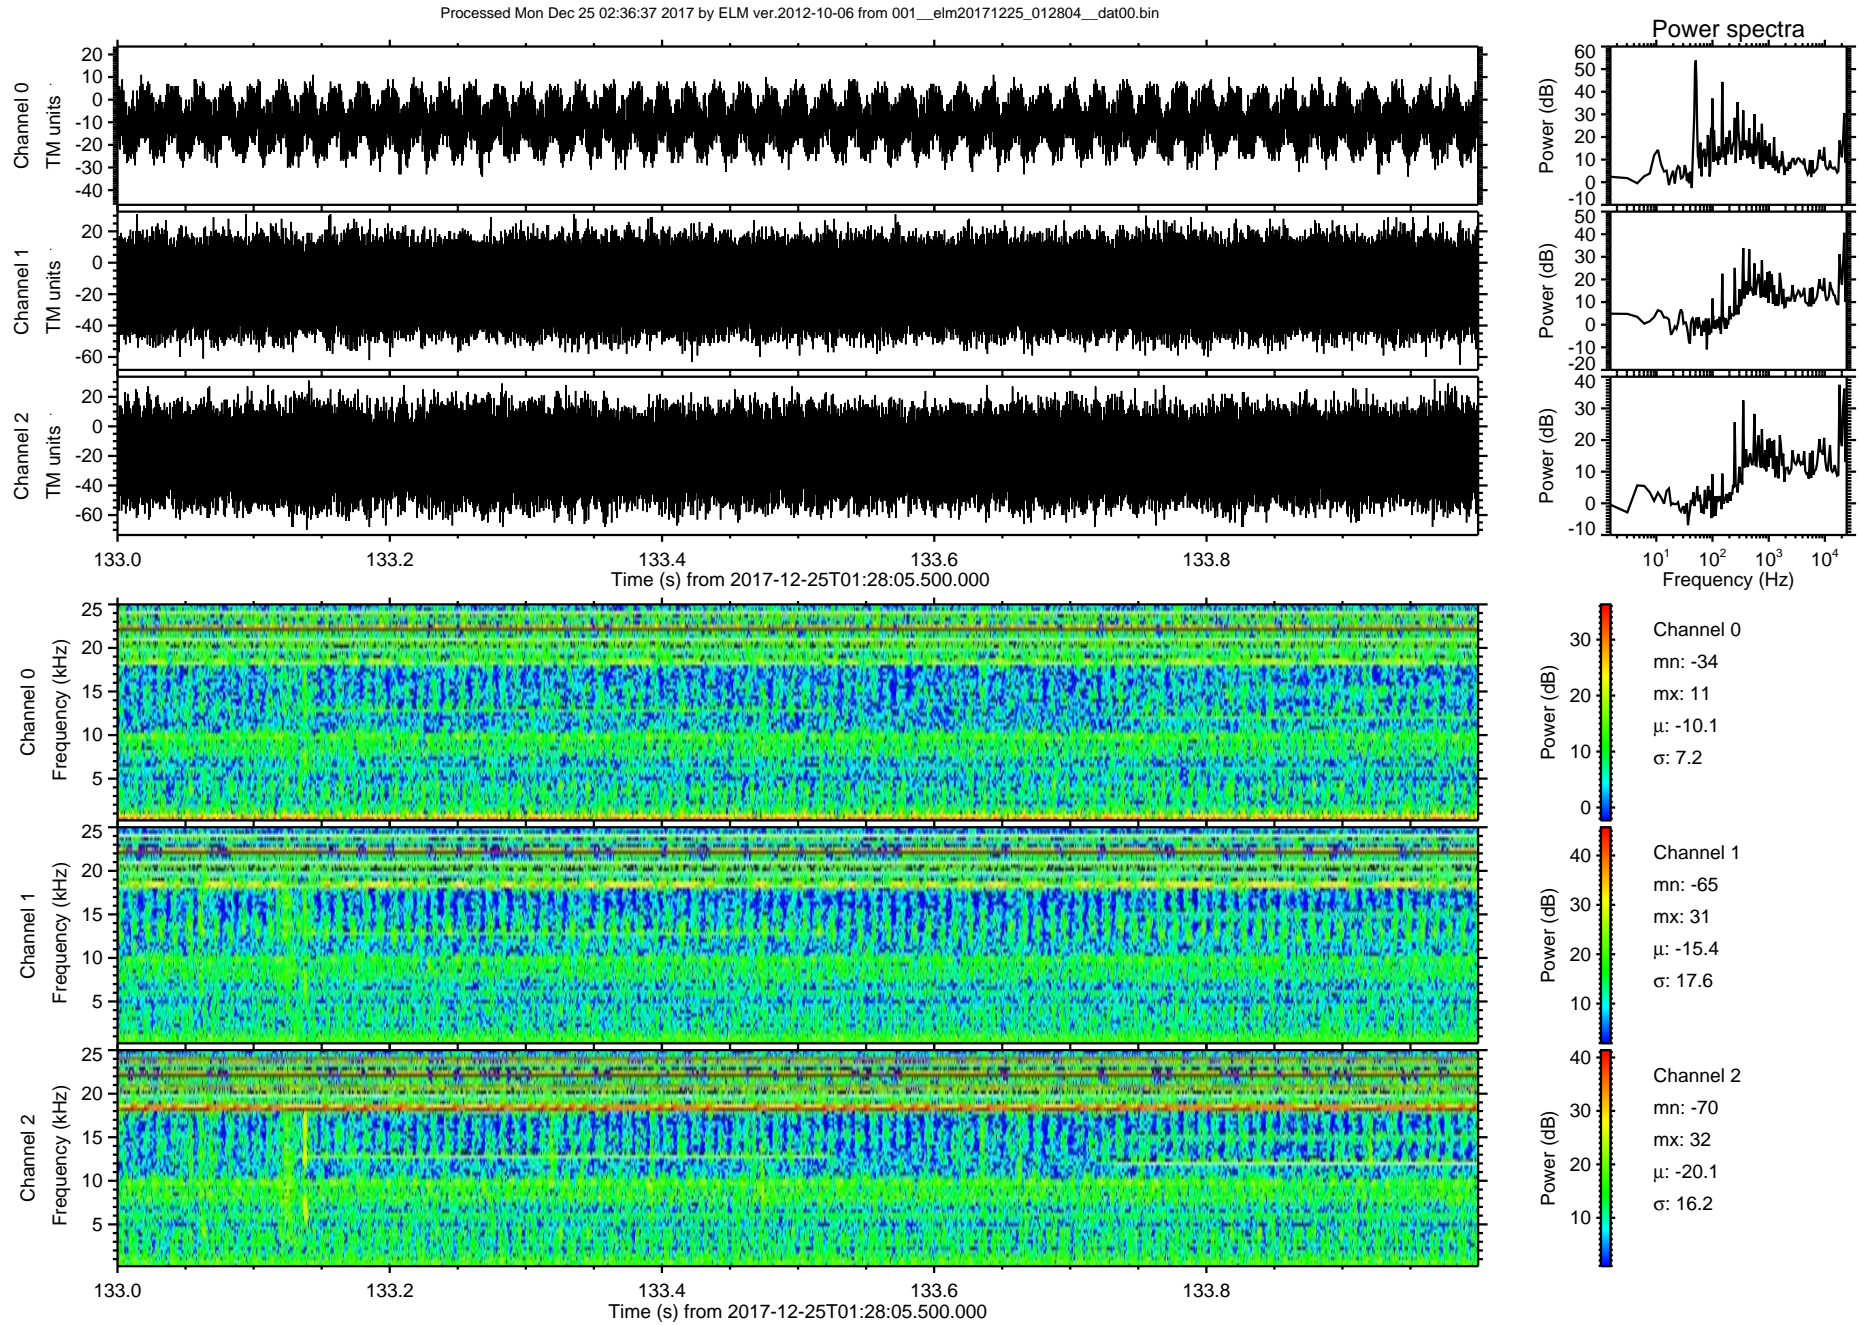 Processed Mon Dec 25 02:36:37 2017 by ELM ver.2012-10-06 from 001__elm20171225_012804__dat00.bin
Power spectra
Channel 0
TM units
20
10
0
-10
-20
-30
-40
Power (dB)
60
50
40
30
20
10
0
-10
Channel 1
TM units
20
0
-20
-40
-60
Power (dB)
50
40
30
20
10
0
-10
-20
Channel 2
TM units
20
0
-20
-40
-60
Power (dB)
40
30
20
10
0
-10
133.0 133.2 133.4 133.6 133.8
Time (s) from 2017-12-25T01:28:05.500.000
10¹ 10² 10³ 10⁴
Frequency (Hz)
Channel 0
Frequency (kHz)
25
20
15
10
5
Power (dB)
30
20
10
0
Channel 0
mn: -34
mx: 11
μ: -10.1
σ: 7.2
Channel 1
Frequency (kHz)
25
20
15
10
5
Power (dB)
40
30
20
10
Channel 1
mn: -65
mx: 31
μ: -15.4
σ: 17.6
Channel 2
Frequency (kHz)
25
20
15
10
5
Power (dB)
40
30
20
10
Channel 2
mn: -70
mx: 32
μ: -20.1
σ: 16.2
133.0 133.2 133.4 133.6 133.8
Time (s) from 2017-12-25T01:28:05.500.000